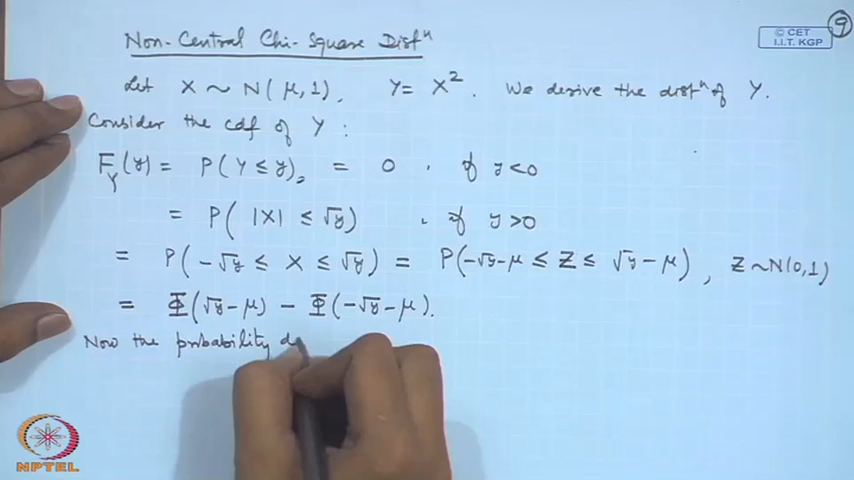 9
© CET
I.I.T. KGP
Non-Central Chi-Square Distⁿ
Let X ~ N(μ, 1), Y = X². We derive the distⁿ of Y.
Consider the cdf of Y :
F_Y(y) = P(Y ≤ y), = 0, if y<0
= P( |X| ≤ √y) , if y>0
= P(-√y ≤ X ≤ √y) = P(-√y-μ ≤ Z ≤ √y-μ), Z~N(0,1)
= Φ(√y-μ) - Φ(-√y-μ).
Now the probability d
NPTEL